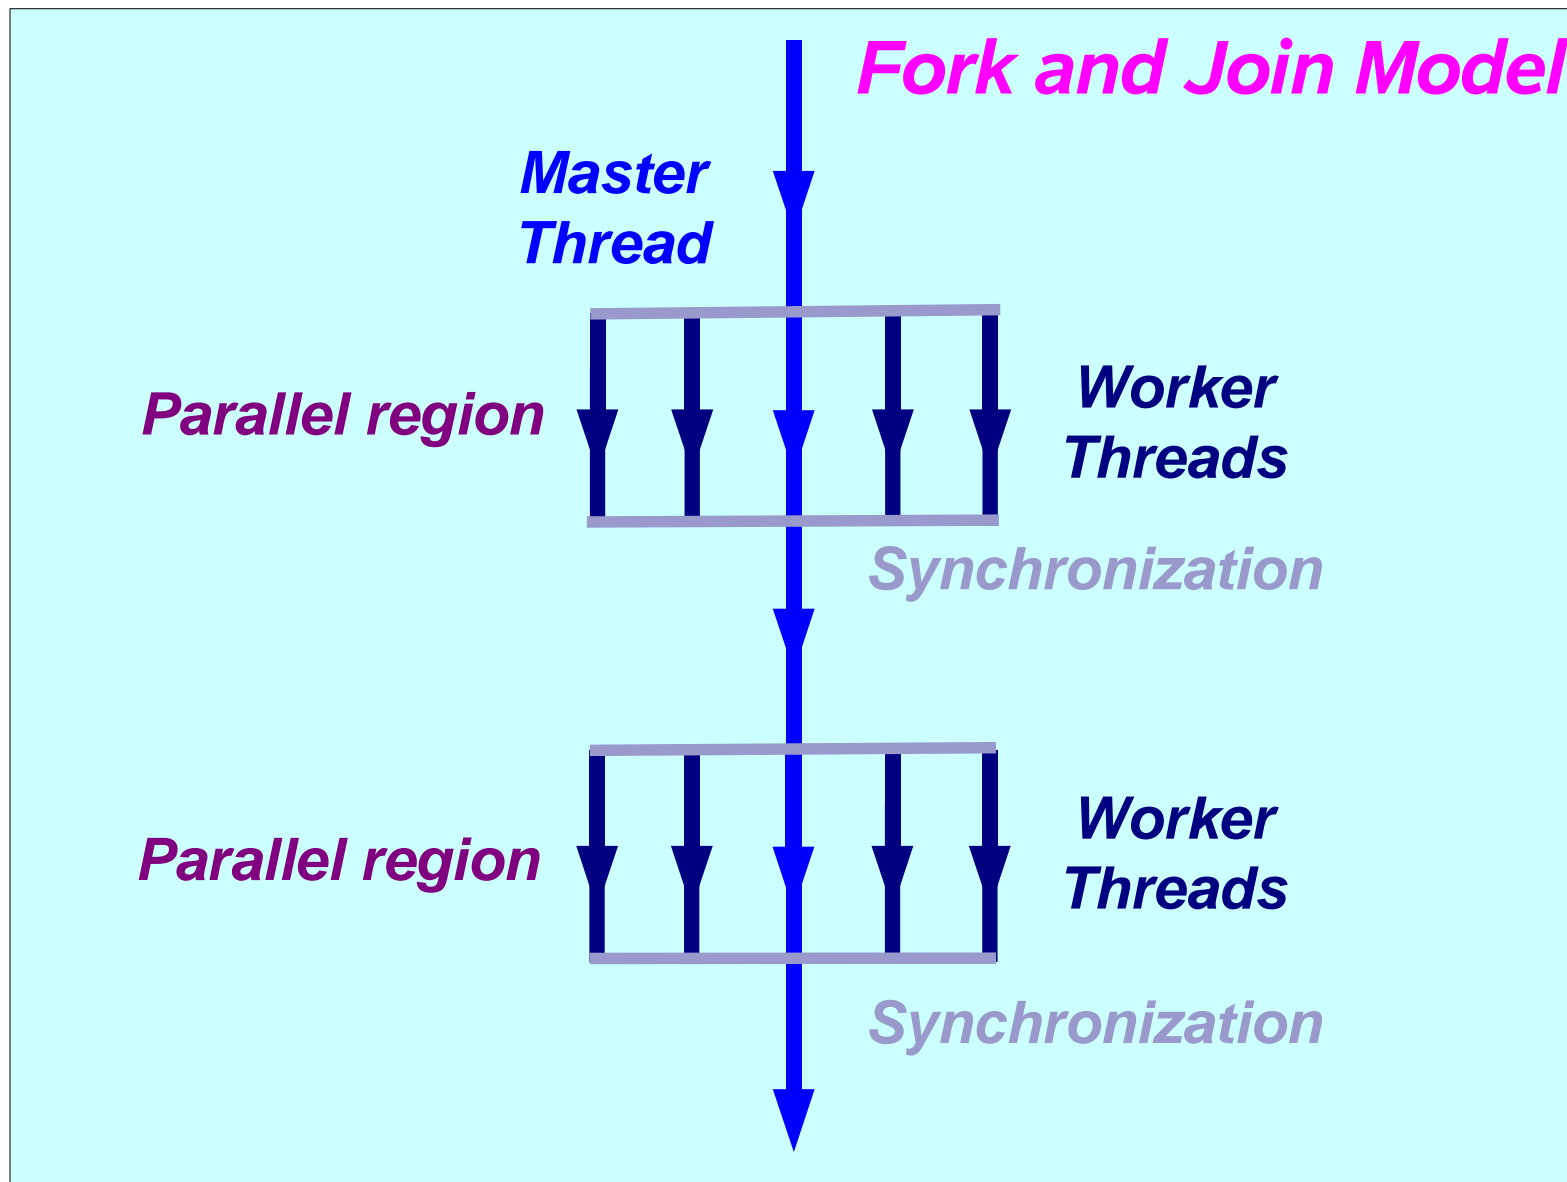 Fork and Join Model
Master
Thread
Parallel region
Worker
Threads
Synchronization
Parallel region
Worker
Threads
Synchronization